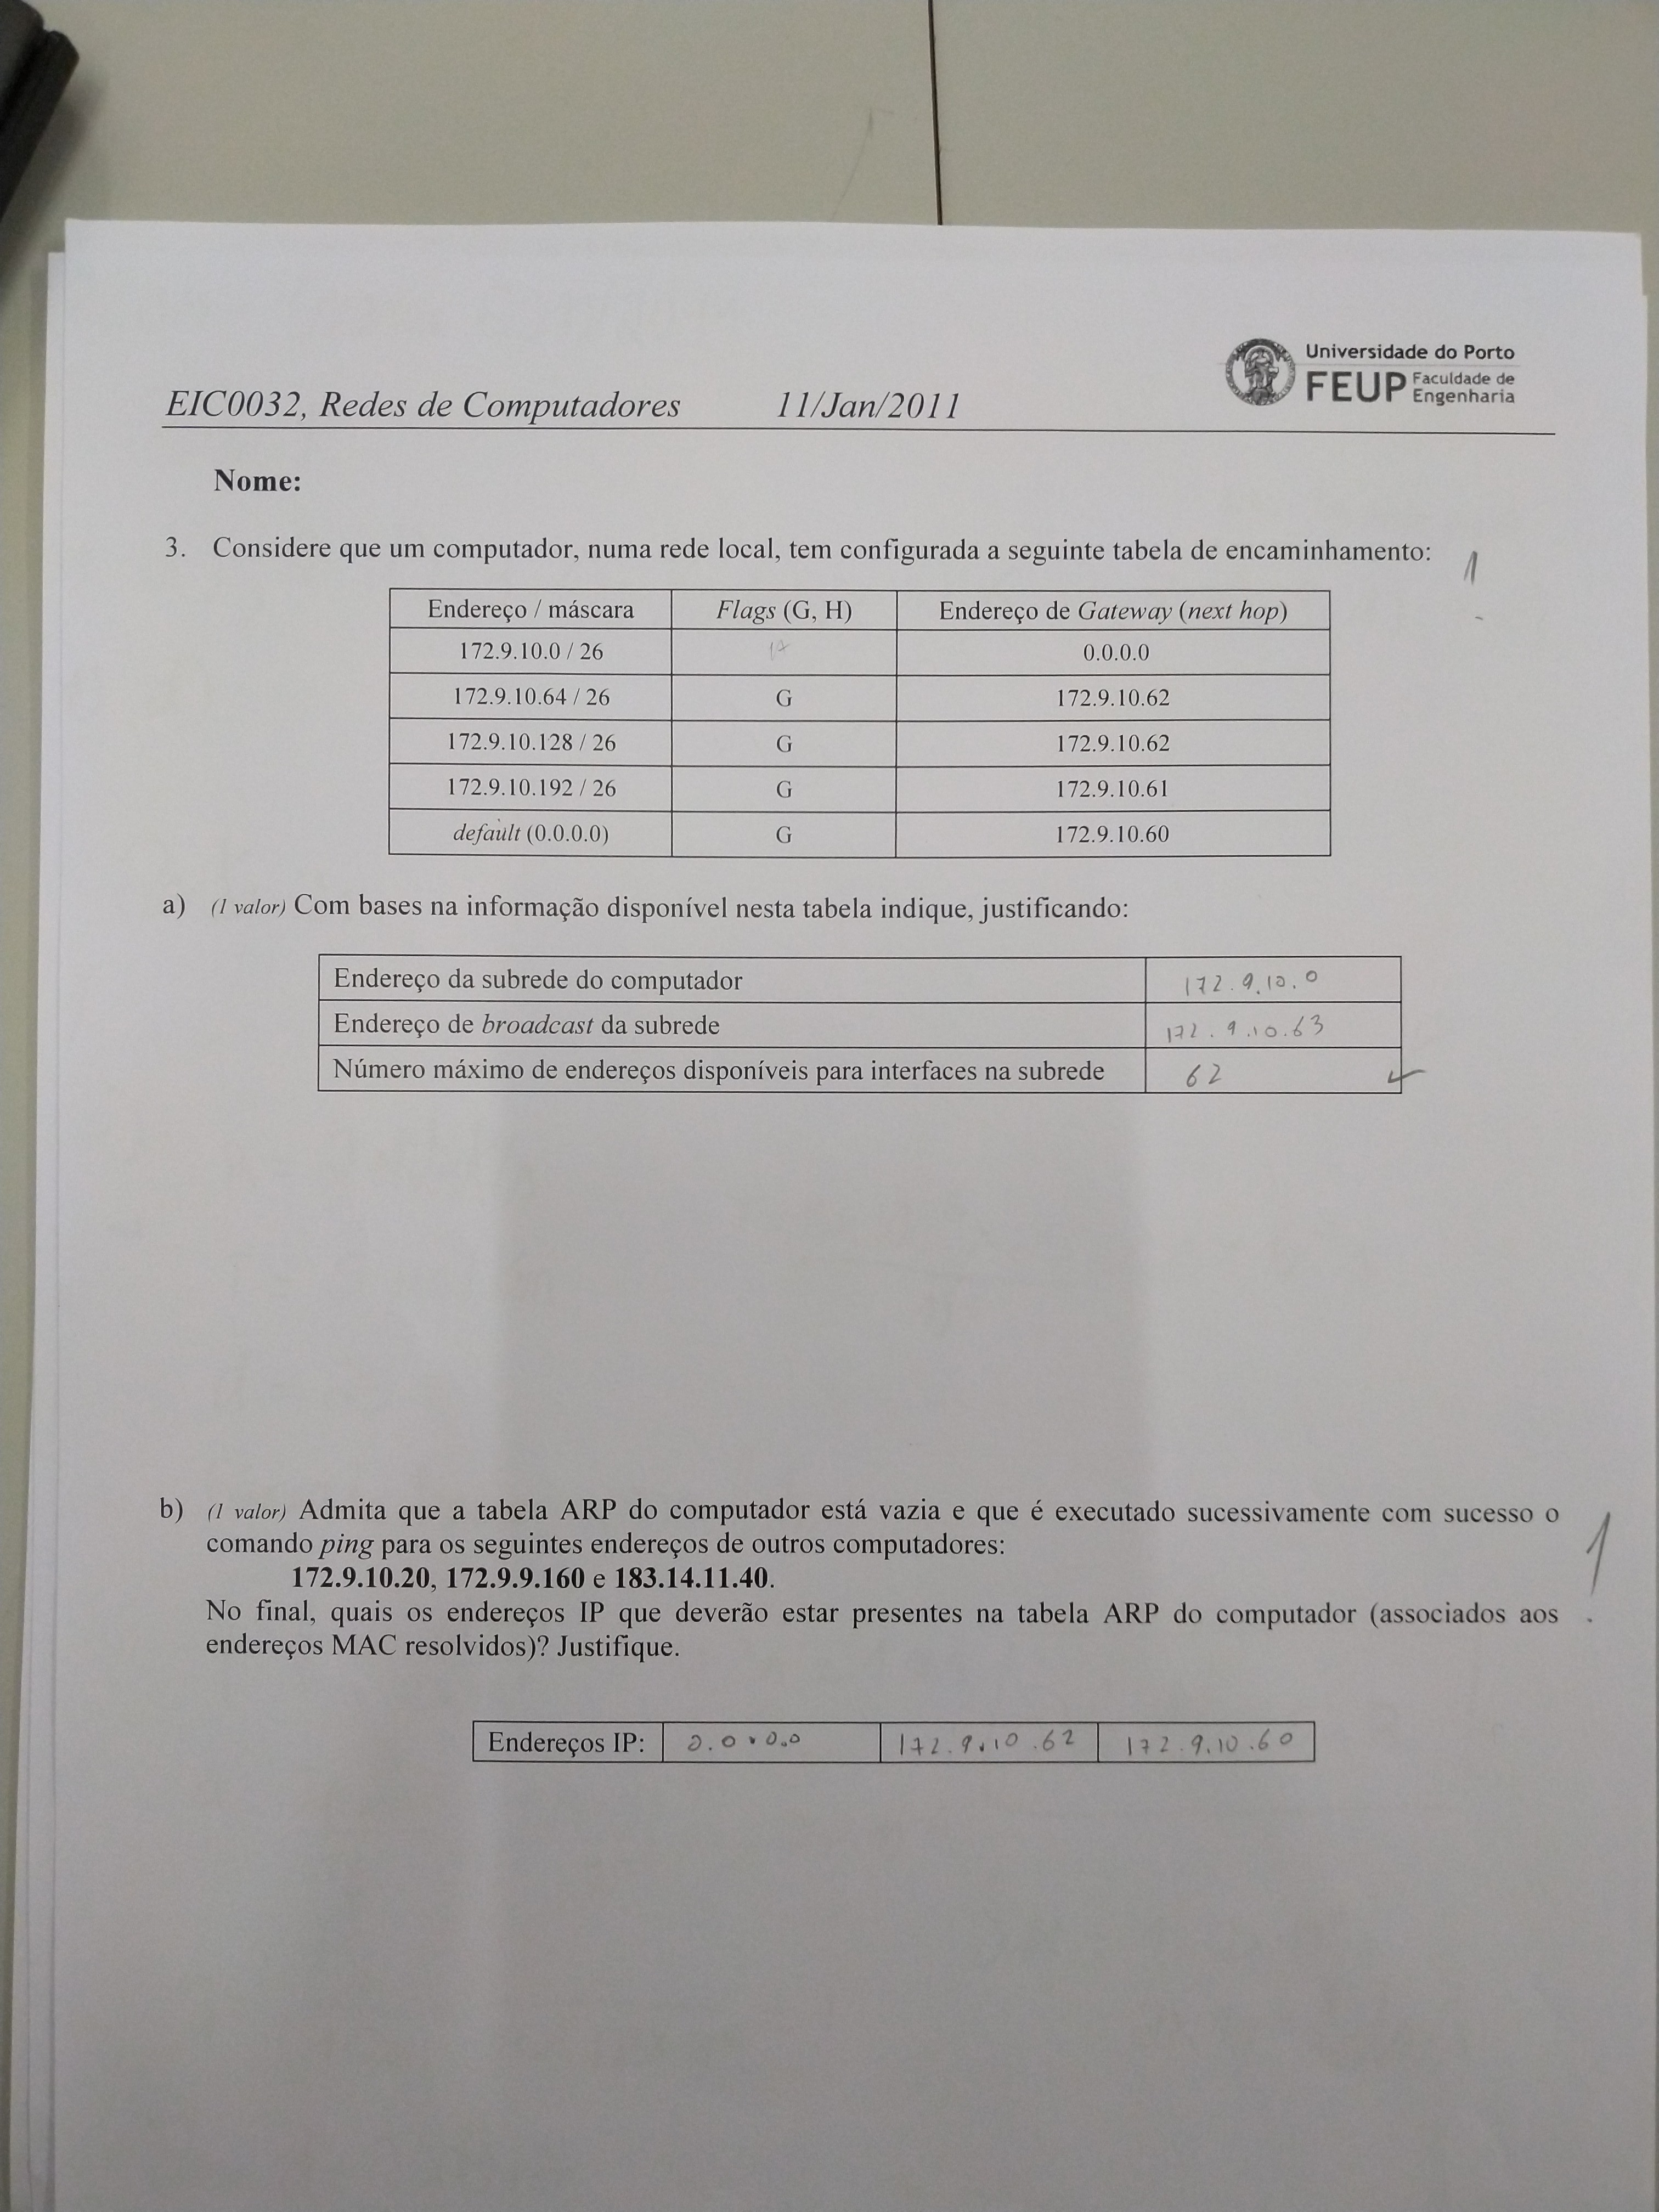 Universidade do Porto
FEUP Faculdade de Engenharia
EIC0032, Redes de Computadores 11/Jan/2011
Nome:
3. Considere que um computador, numa rede local, tem configurada a seguinte tabela de encaminhamento: 1
Endereço / máscara Flags (G, H) Endereço de Gateway (next hop)
172.9.10.0 / 26 0.0.0.0
172.9.10.64 / 26 G 172.9.10.62
172.9.10.128 / 26 G 172.9.10.62
172.9.10.192 / 26 G 172.9.10.61
default (0.0.0.0) G 172.9.10.60
a) (1 valor) Com bases na informação disponível nesta tabela indique, justificando:
Endereço da subrede do computador 172.9.10.0
Endereço de broadcast da subrede 172.9.10.63
Número máximo de endereços disponíveis para interfaces na subrede 62
b) (1 valor) Admita que a tabela ARP do computador está vazia e que é executado sucessivamente com sucesso o
comando ping para os seguintes endereços de outros computadores: 1
172.9.10.20, 172.9.9.160 e 183.14.11.40.
No final, quais os endereços IP que deverão estar presentes na tabela ARP do computador (associados aos
endereços MAC resolvidos)? Justifique.
Endereços IP: 0.0.0.0 172.9.10.62 172.9.10.60